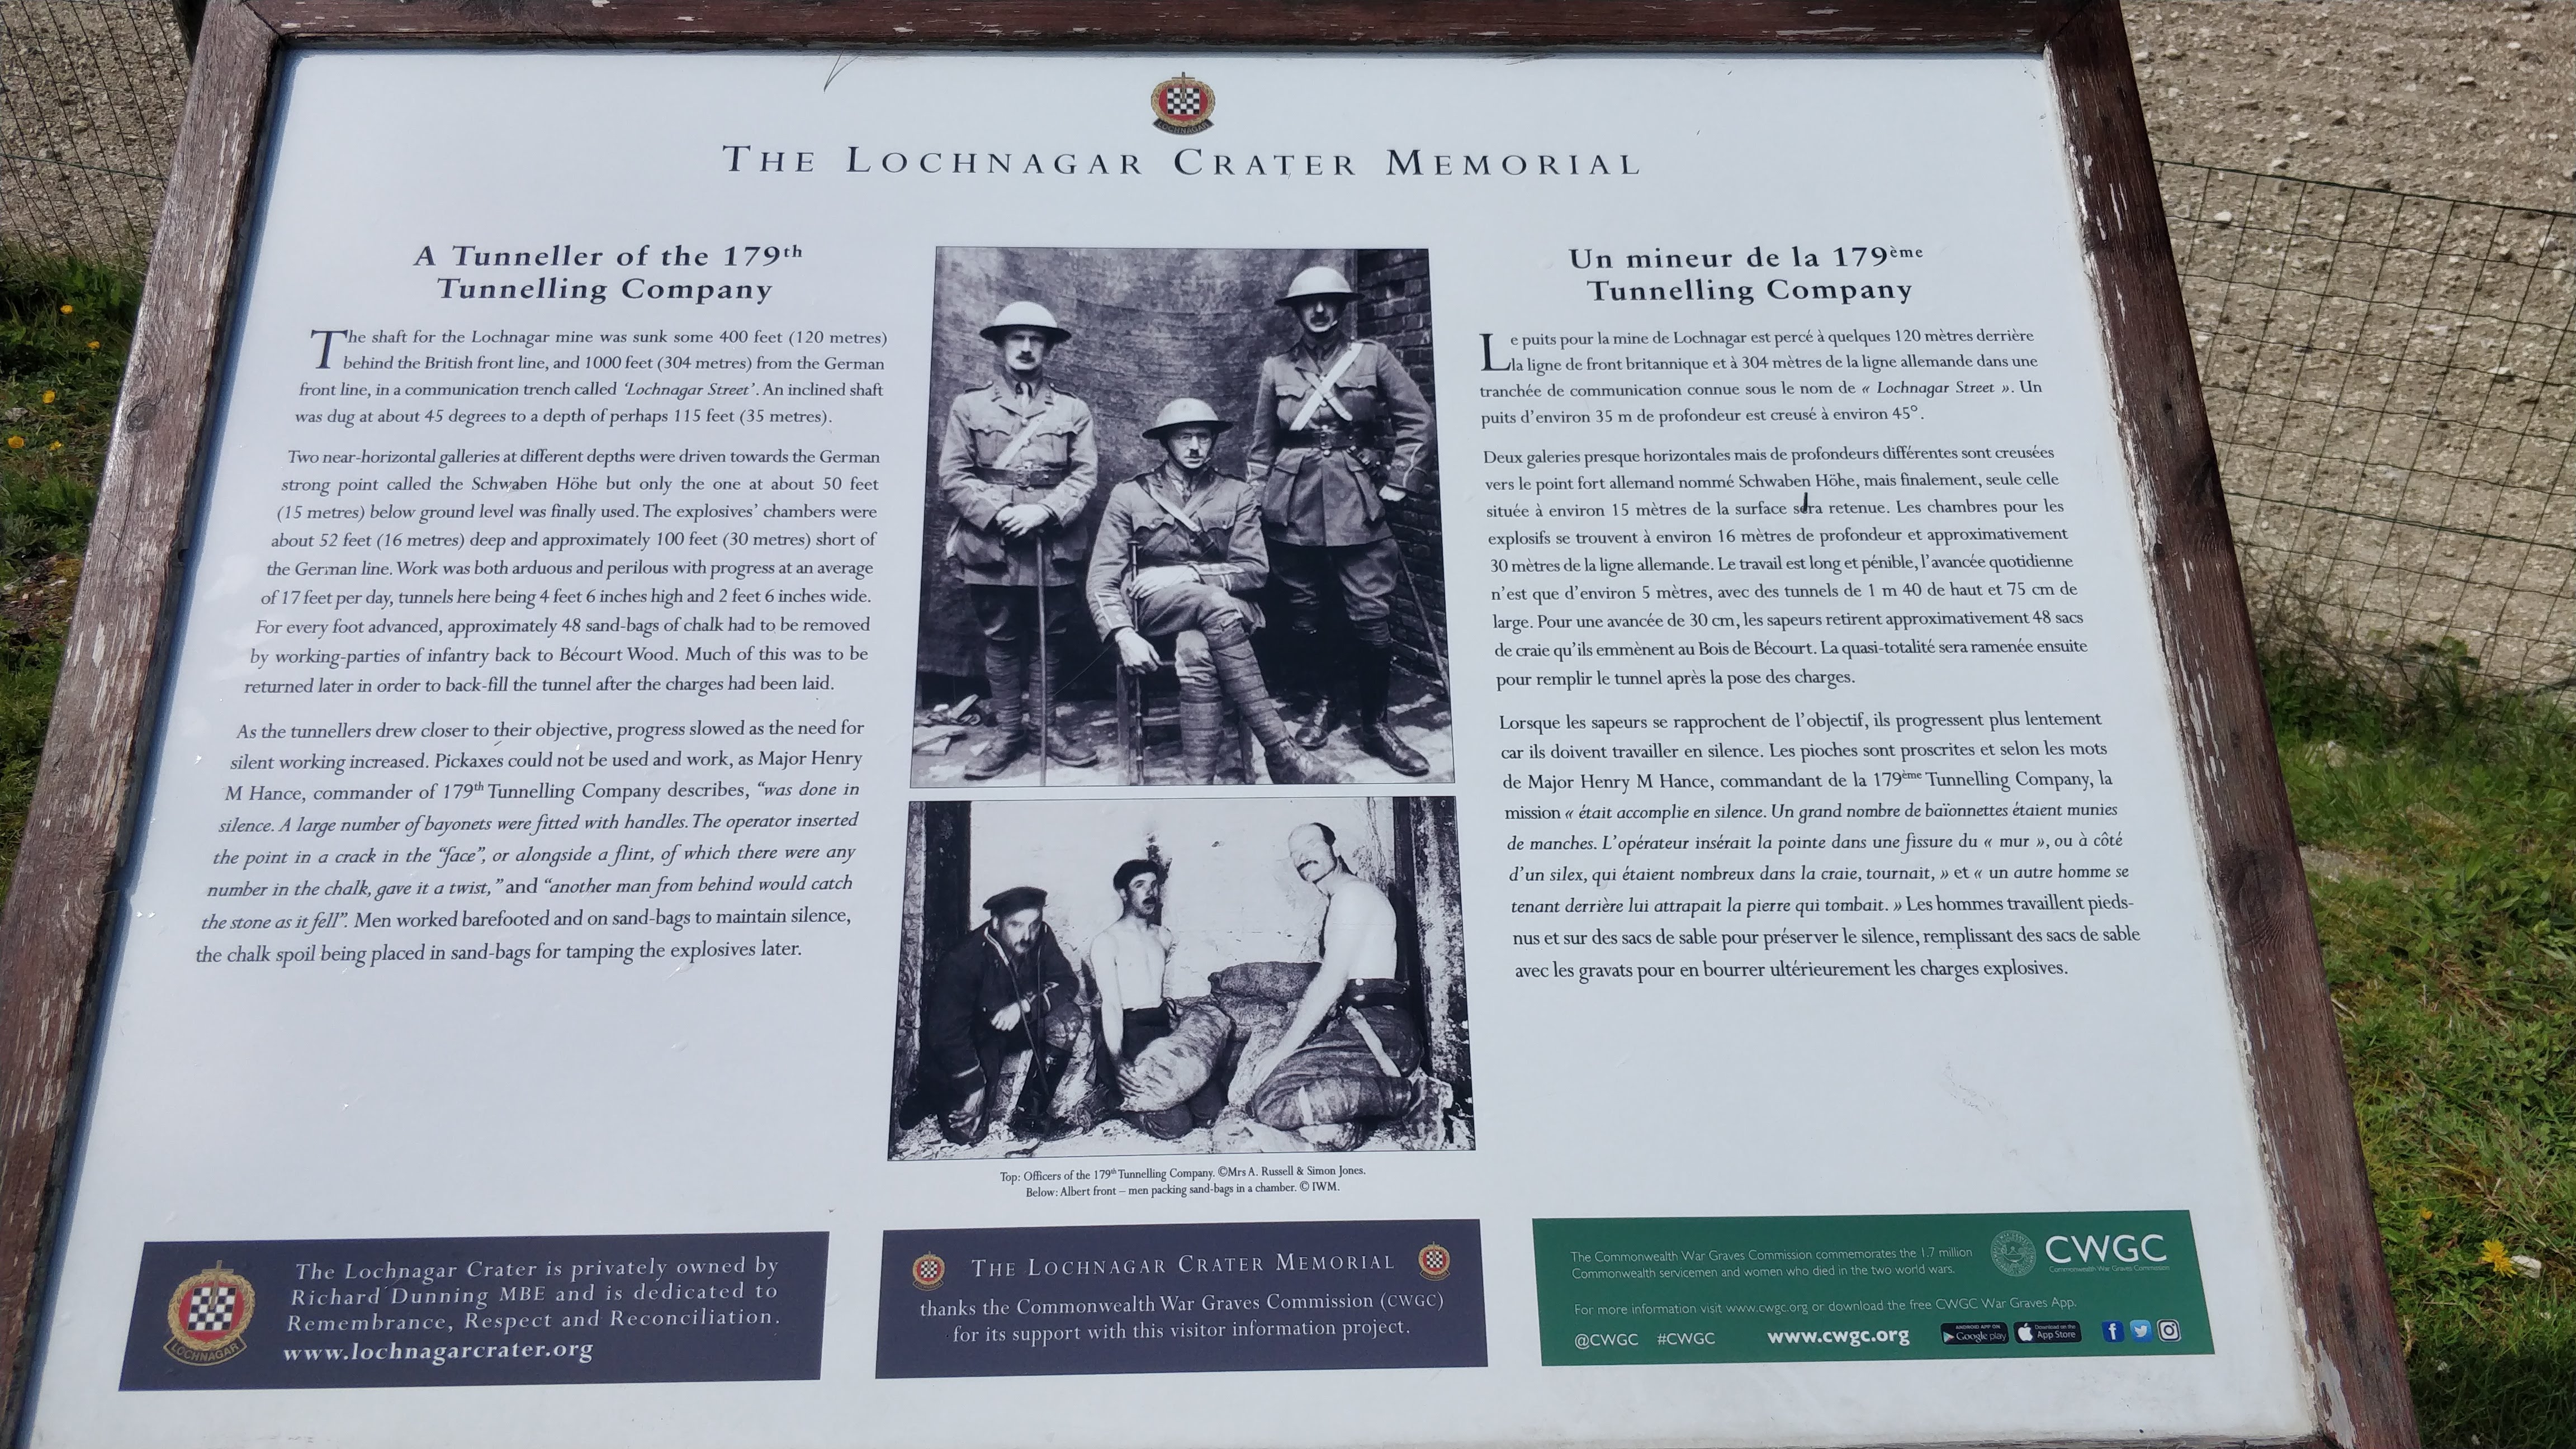 LOCHNAGAR
THE LOCHNAGAR CRATER MEMORIAL
A Tunneller of the 179th
Tunnelling Company
The shaft for the Lochnagar mine was sunk some 400 feet (120 metres)
behind the British front line, and 1000 feet (304 metres) from the German
front line, in a communication trench called ‘Lochnagar Street’. An inclined shaft
was dug at about 45 degrees to a depth of perhaps 115 feet (35 metres).
Two near-horizontal galleries at different depths were driven towards the German
strong point called the Schwaben Höhe but only the one at about 50 feet
(15 metres) below ground level was finally used. The explosives’ chambers were
about 52 feet (16 metres) deep and approximately 100 feet (30 metres) short of
the German line. Work was both arduous and perilous with progress at an average
of 17 feet per day, tunnels here being 4 feet 6 inches high and 2 feet 6 inches wide.
For every foot advanced, approximately 48 sand-bags of chalk had to be removed
by working-parties of infantry back to Bécourt Wood. Much of this was to be
returned later in order to back-fill the tunnel after the charges had been laid.
As the tunnellers drew closer to their objective, progress slowed as the need for
silent working increased. Pickaxes could not be used and work, as Major Henry
M Hance, commander of 179th Tunnelling Company describes, “was done in
silence. A large number of bayonets were fitted with handles. The operator inserted
the point in a crack in the “face”, or alongside a flint, of which there were any
number in the chalk, gave it a twist,” and “another man from behind would catch
the stone as it fell”. Men worked barefooted and on sand-bags to maintain silence,
the chalk spoil being placed in sand-bags for tamping the explosives later.
Top: Officers of the 179th Tunnelling Company. ©Mrs A. Russell & Simon Jones.
Below: Albert front – men packing sand-bags in a chamber. © IWM.
Un mineur de la 179ème
Tunnelling Company
Le puits pour la mine de Lochnagar est percé à quelques 120 mètres derrière
la ligne de front britannique et à 304 mètres de la ligne allemande dans une
tranchée de communication connue sous le nom de « Lochnagar Street ». Un
puits d’environ 35 m de profondeur est creusé à environ 45°.
Deux galeries presque horizontales mais de profondeurs différentes sont creusées
vers le point fort allemand nommé Schwaben Höhe, mais finalement, seule celle
située à environ 15 mètres de la surface sera retenue. Les chambres pour les
explosifs se trouvent à environ 16 mètres de profondeur et approximativement
30 mètres de la ligne allemande. Le travail est long et pénible, l’avancée quotidienne
n’est que d’environ 5 mètres, avec des tunnels de 1 m 40 de haut et 75 cm de
large. Pour une avancée de 30 cm, les sapeurs retirent approximativement 48 sacs
de craie qu’ils emmènent au Bois de Bécourt. La quasi-totalité sera ramenée ensuite
pour remplir le tunnel après la pose des charges.
Lorsque les sapeurs se rapprochent de l’objectif, ils progressent plus lentement
car ils doivent travailler en silence. Les pioches sont proscrites et selon les mots
de Major Henry M Hance, commandant de la 179ème Tunnelling Company, la
mission « était accomplie en silence. Un grand nombre de baïonnettes étaient munies
de manches. L’opérateur insérait la pointe dans une fissure du « mur », ou à côté
d’un silex, qui étaient nombreux dans la craie, tournait, » et « un autre homme se
tenant derrière lui attrapait la pierre qui tombait. » Les hommes travaillent pieds-
nus et sur des sacs de sable pour préserver le silence, remplissant des sacs de sable
avec les gravats pour en bourrer ultérieurement les charges explosives.
LOCHNAGAR
The Lochnagar Crater is privately owned by
Richard Dunning MBE and is dedicated to
Remembrance, Respect and Reconciliation.
www.lochnagarcrater.org
THE LOCHNAGAR CRATER MEMORIAL
thanks the Commonwealth War Graves Commission (CWGC)
for its support with this visitor information project.
The Commonwealth War Graves Commission commemorates the 1.7 million
Commonwealth servicemen and women who died in the two world wars.
CWGC
Commonwealth War Graves Commission
For more information visit www.cwgc.org or download the free CWGC War Graves App.
@CWGC #CWGC www.cwgc.org
ANDROID APP ON
Google play
Download on the
App Store